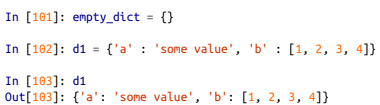 In [101]: empty_dict = {}
In [102]: d1 = {'a' : 'some value', 'b' : [1, 2, 3, 4]}
In [103]: d1
Out[103]: {'a': 'some value', 'b': [1, 2, 3, 4]}